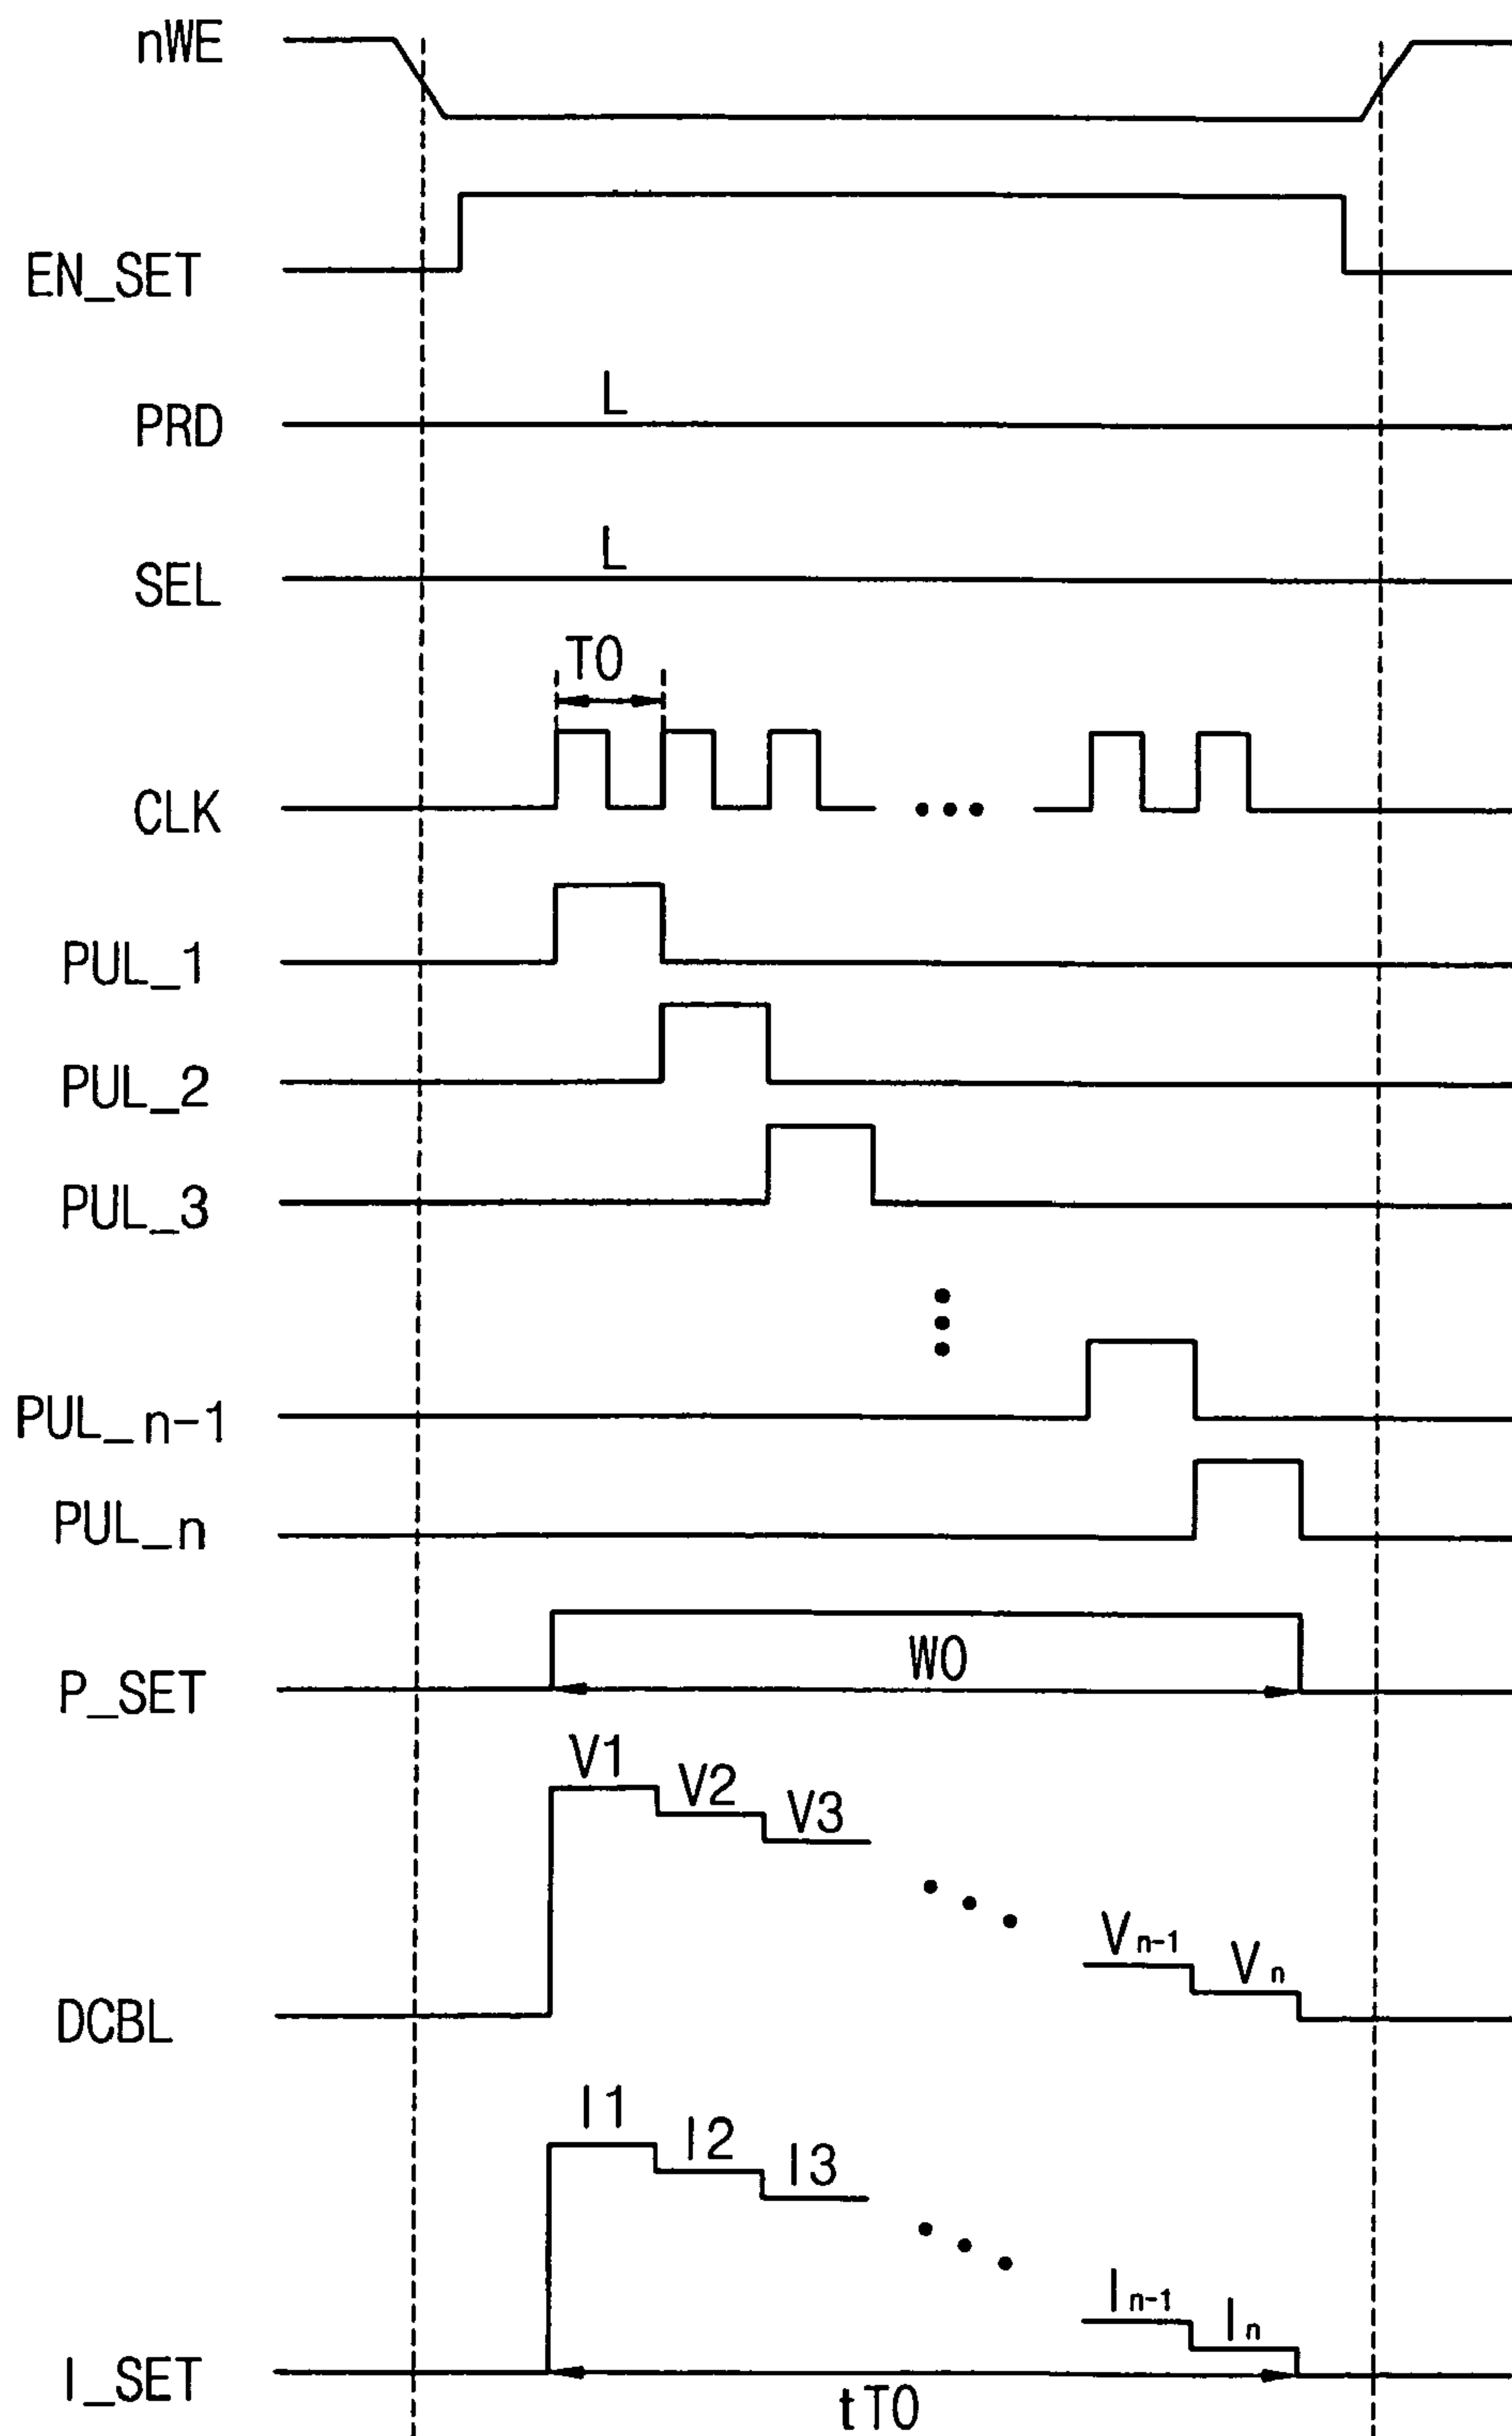 nWE
EN_SET
PRD L
SEL L
T0
CLK
PUL_1
PUL_2
PUL_3
PUL_n-1
PUL_n
P_SET W0
V1 V2 V3
Vn-1 Vn
DCBL
I1 I2 I3
In-1 In
I_SET
tT0